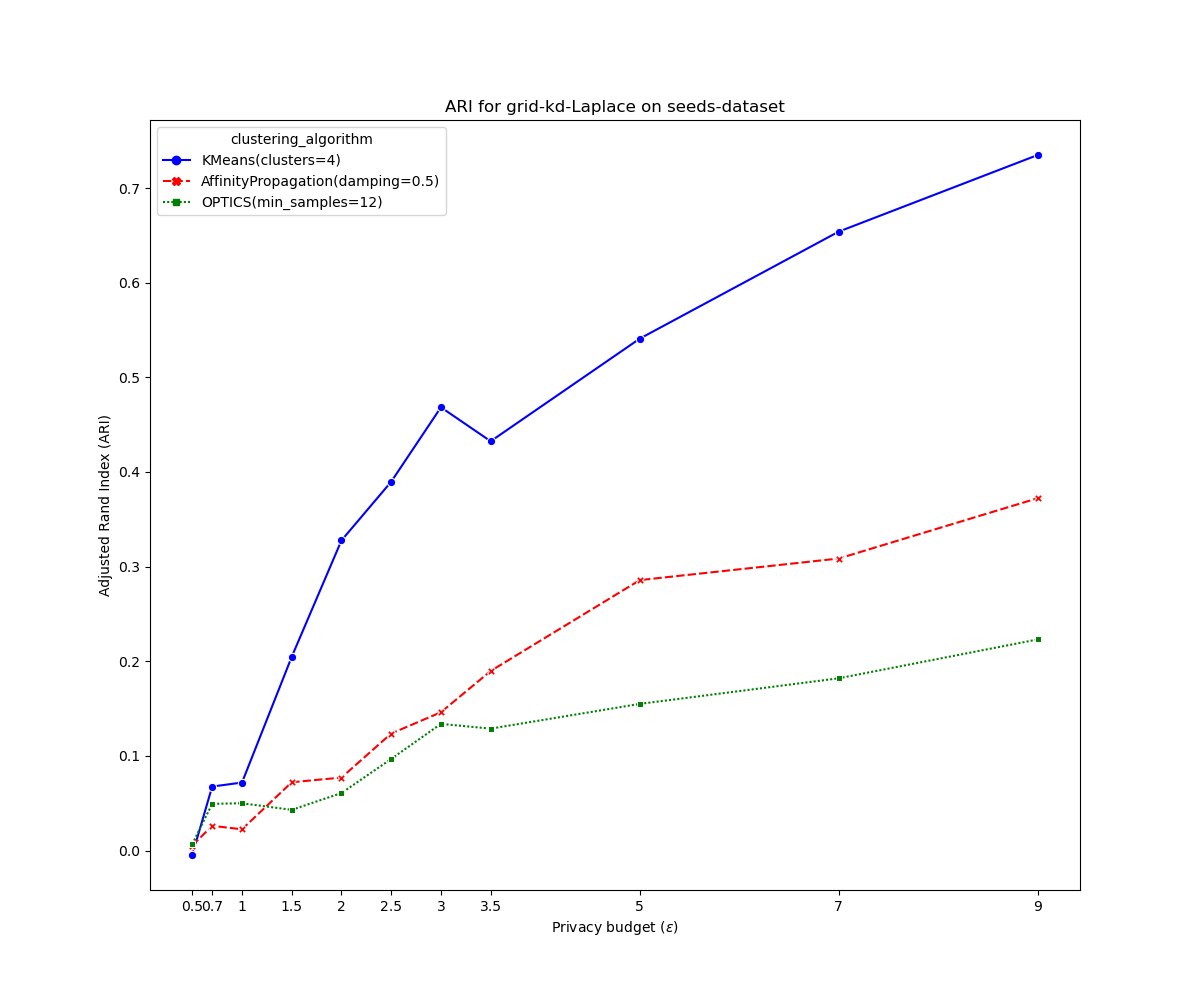 ARI for grid-kd-Laplace on seeds-dataset
clustering_algorithm
KMeans(clusters=4)
AffinityPropagation(damping=0.5)
OPTICS(min_samples=12)
0.7
0.6
0.5
0.4
0.3
0.2
0.1
0.0
Adjusted Rand Index (ARI)
0.5 0.7 1 1.5 2 2.5 3 3.5 5 7 9
Privacy budget (ε)